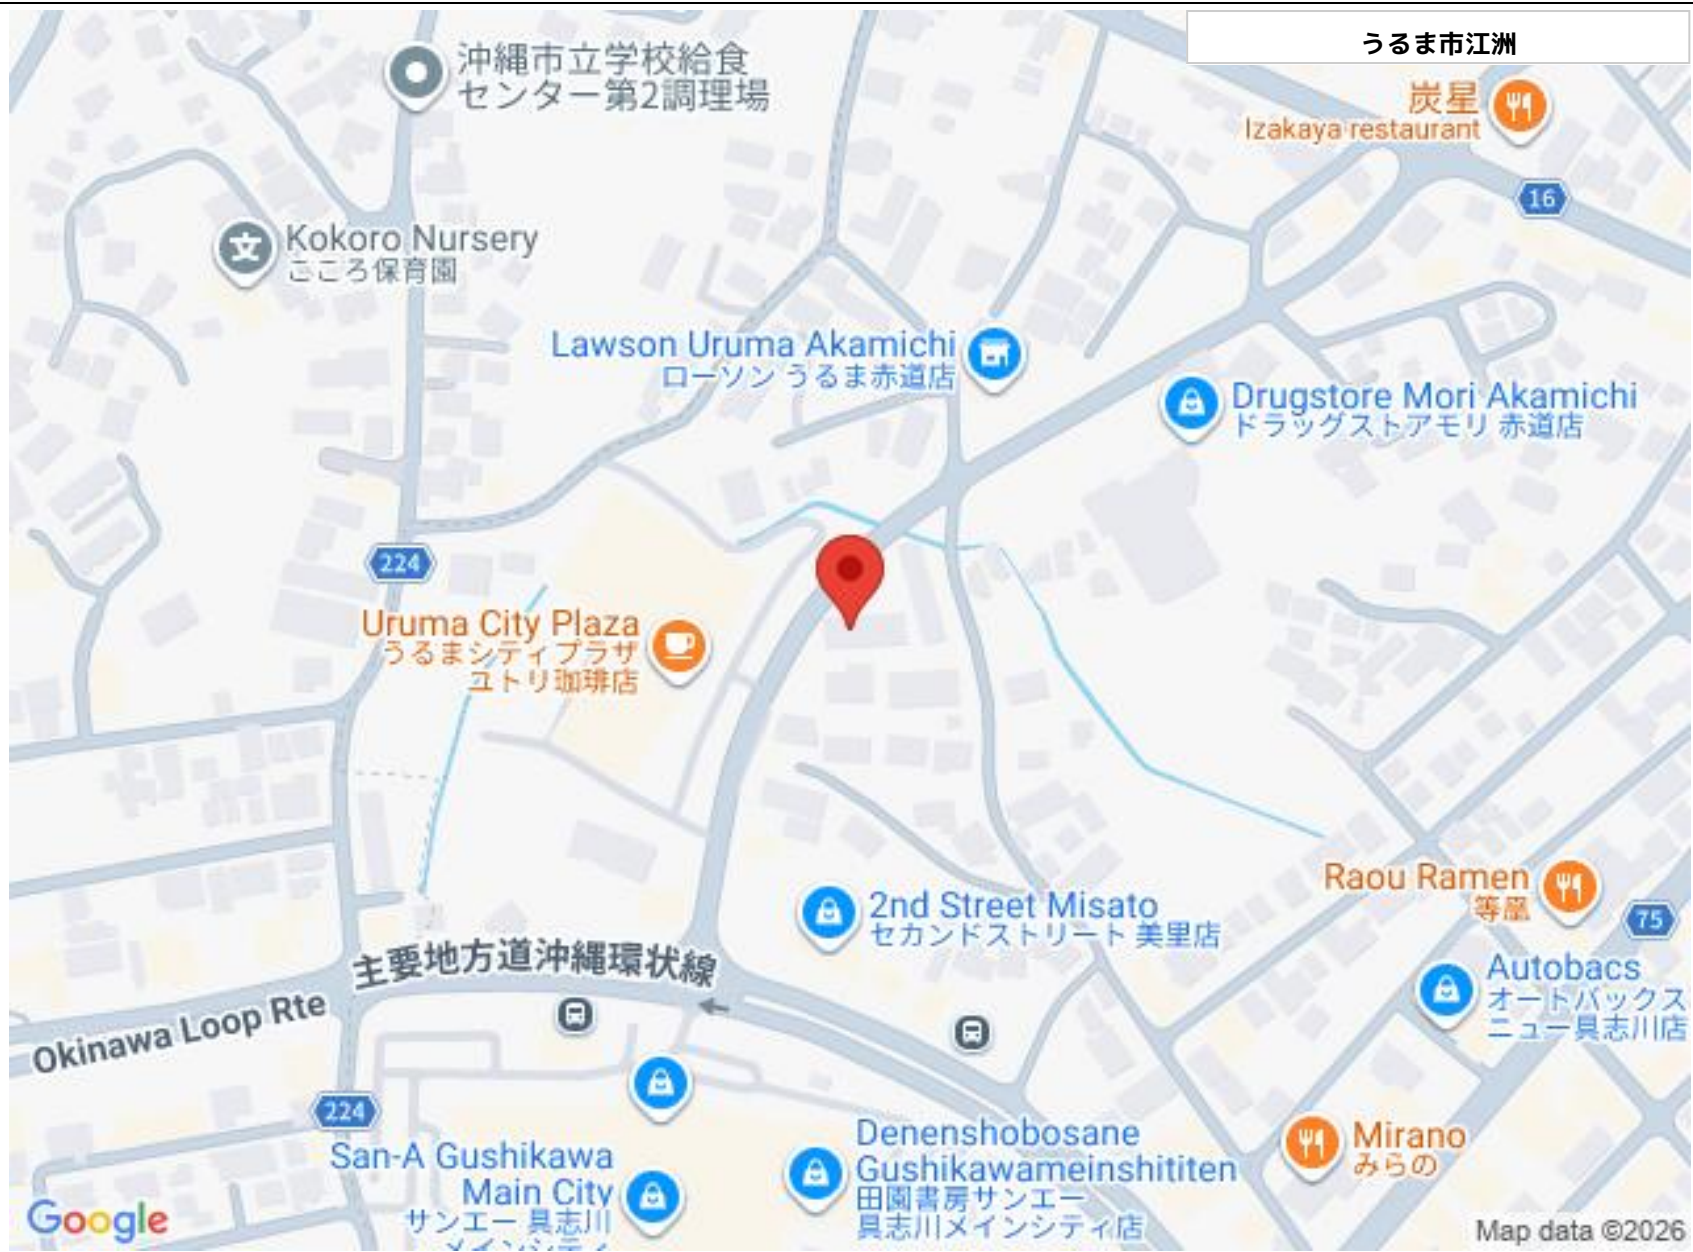 うるま市江洲
沖縄市立学校給食
センター第2調理場
炭星
Izakaya restaurant
16
Kokoro Nursery
こころ保育園
Lawson Uruma Akamichi
ローソン うるま赤道店
Drugstore Mori Akamichi
ドラッグストアモリ 赤道店
224
Uruma City Plaza
うるまシティプラザ
ユトリ珈琲店
Raou Ramen
等凰
75
2nd Street Misato
セカンドストリート 美里店
主要地方道沖縄環状線
Okinawa Loop Rte
Autobacs
オートバックス
ニュー具志川店
224
San-A Gushikawa
Main City
サンエー 具志川
メインシティ
Denenshobosane
Gushikawameinshititen
田園書房サンエー
具志川メインシティ店
Mirano
みらの
Google
Map data ©2026